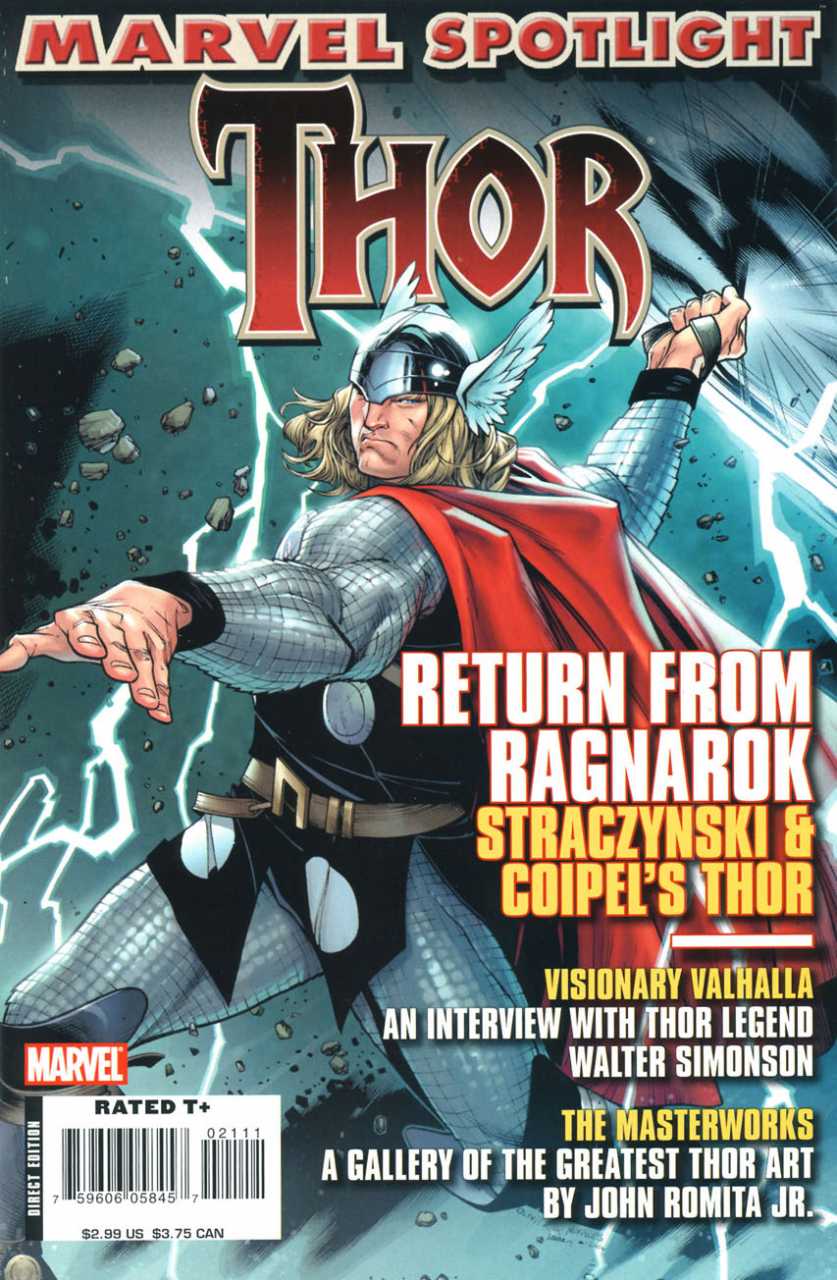 MARVEL SPOTLIGHT
THOR
RETURN FROM
RAGNAROK
STRACZYNSKI &
COIPEL'S THOR
VISIONARY VALHALLA
AN INTERVIEW WITH THOR LEGEND
WALTER SIMONSON
THE MASTERWORKS
A GALLERY OF THE GREATEST THOR ART
BY JOHN ROMITA JR.
MARVEL
RATED T+
DIRECT EDITION
02111
7 59606 05845 7
$2.99 US $3.75 CAN